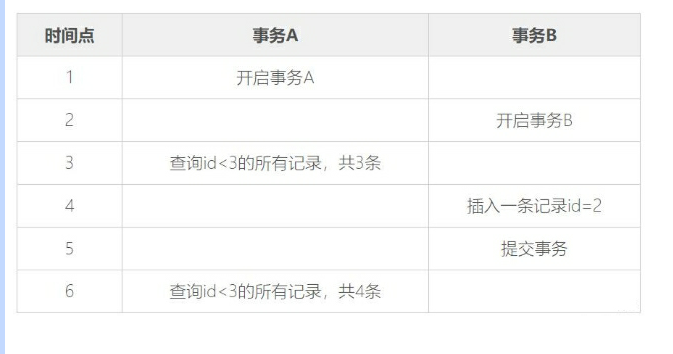 时间点 事务A 事务B
1 开启事务A
2 开启事务B
3 查询id<3的所有记录，共3条
4 插入一条记录id=2
5 提交事务
6 查询id<3的所有记录，共4条